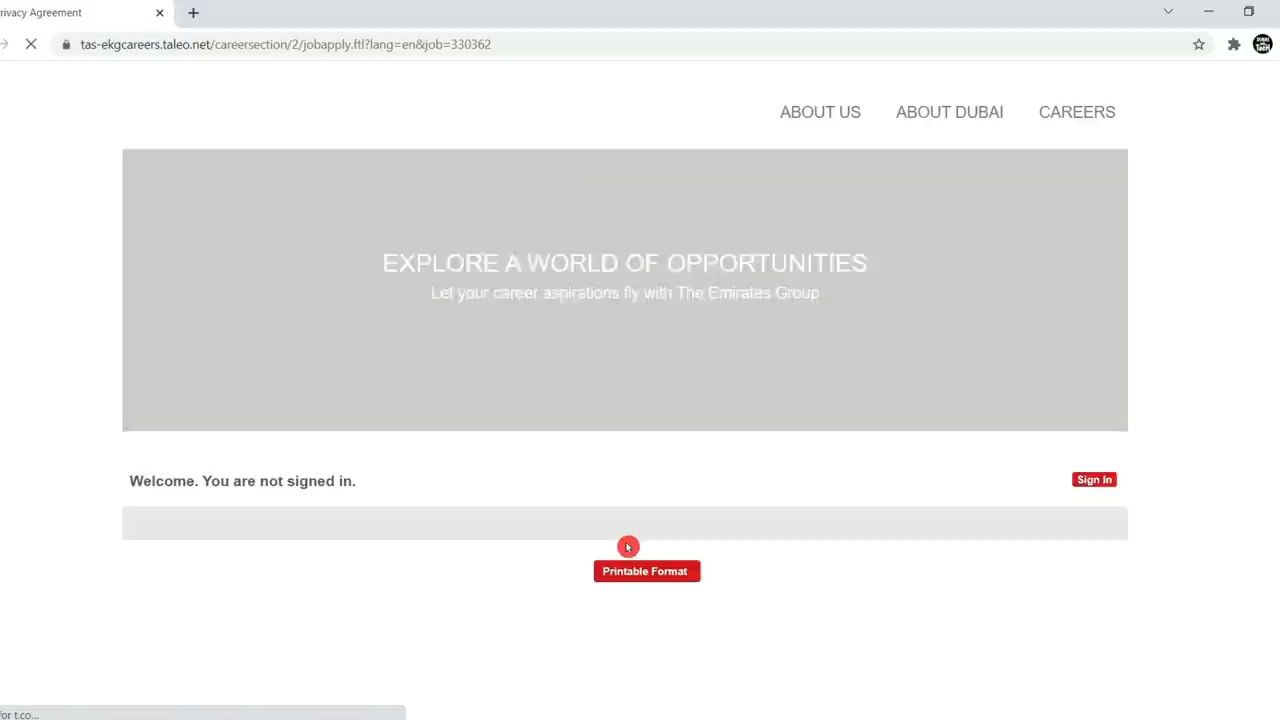 rivacy Agreement
tas-ekgcareers.taleo.net/careersection/2/jobapply.ftl?lang=en&job=330362
ABOUT US ABOUT DUBAI CAREERS
EXPLORE A WORLD OF OPPORTUNITIES
Let your career aspirations fly with The Emirates Group
Welcome. You are not signed in.
Sign In
Printable Format
for t.co...